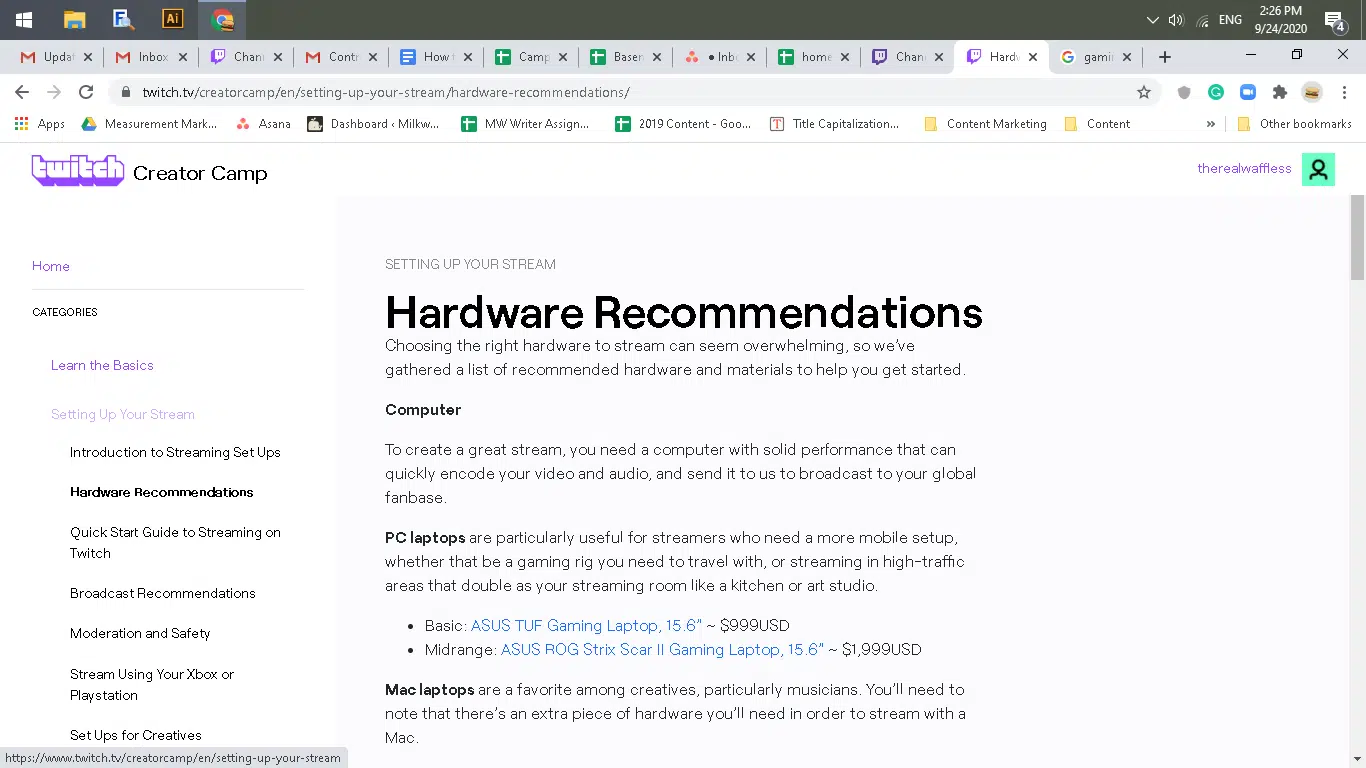 Ai
ENG
2:26 PM
9/24/2020
4
Updat
Inbox
Chann
Contr
How t
Camp
Basem
Inb
home
Chan
Hardw
gamin
twitch.tv/creatorcamp/en/setting-up-your-stream/hardware-recommendations/
Apps
Measurement Mark...
Asana
Dashboard ‹ Milkw...
MW Writer Assign...
2019 Content - Goo...
Title Capitalization...
Content Marketing
Content
»
Other bookmarks
twitch Creator Camp
therealwaffless
Home
CATEGORIES
Learn the Basics
Setting Up Your Stream
Introduction to Streaming Set Ups
Hardware Recommendations
Quick Start Guide to Streaming on
Twitch
Broadcast Recommendations
Moderation and Safety
Stream Using Your Xbox or
Playstation
Set Ups for Creatives
SETTING UP YOUR STREAM
Hardware Recommendations
Choosing the right hardware to stream can seem overwhelming, so we’ve
gathered a list of recommended hardware and materials to help you get started.
Computer
To create a great stream, you need a computer with solid performance that can
quickly encode your video and audio, and send it to us to broadcast to your global
fanbase.
PC laptops are particularly useful for streamers who need a more mobile setup,
whether that be a gaming rig you need to travel with, or streaming in high-traffic
areas that double as your streaming room like a kitchen or art studio.
• Basic: ASUS TUF Gaming Laptop, 15.6” ~ $999USD
• Midrange: ASUS ROG Strix Scar II Gaming Laptop, 15.6” ~ $1,999USD
Mac laptops are a favorite among creatives, particularly musicians. You’ll need to
note that there’s an extra piece of hardware you’ll need in order to stream with a
Mac.
https://www.twitch.tv/creatorcamp/en/setting-up-your-stream